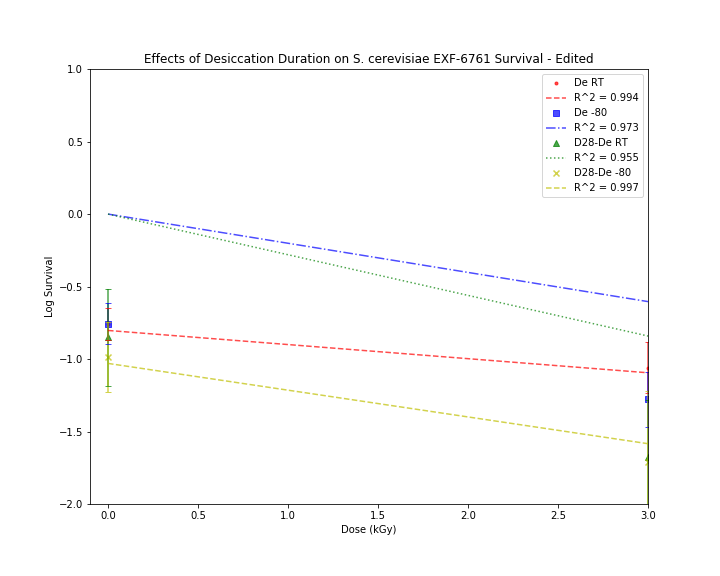 Effects of Desiccation Duration on S. cerevisiae EXF-6761 Survival - Edited
1.0
0.5
0.0
−0.5
−1.0
−1.5
−2.0
Log Survival
De RT
R^2 = 0.994
De -80
R^2 = 0.973
D28-De RT
R^2 = 0.955
D28-De -80
R^2 = 0.997
0.0 0.5 1.0 1.5 2.0 2.5 3.0
Dose (kGy)